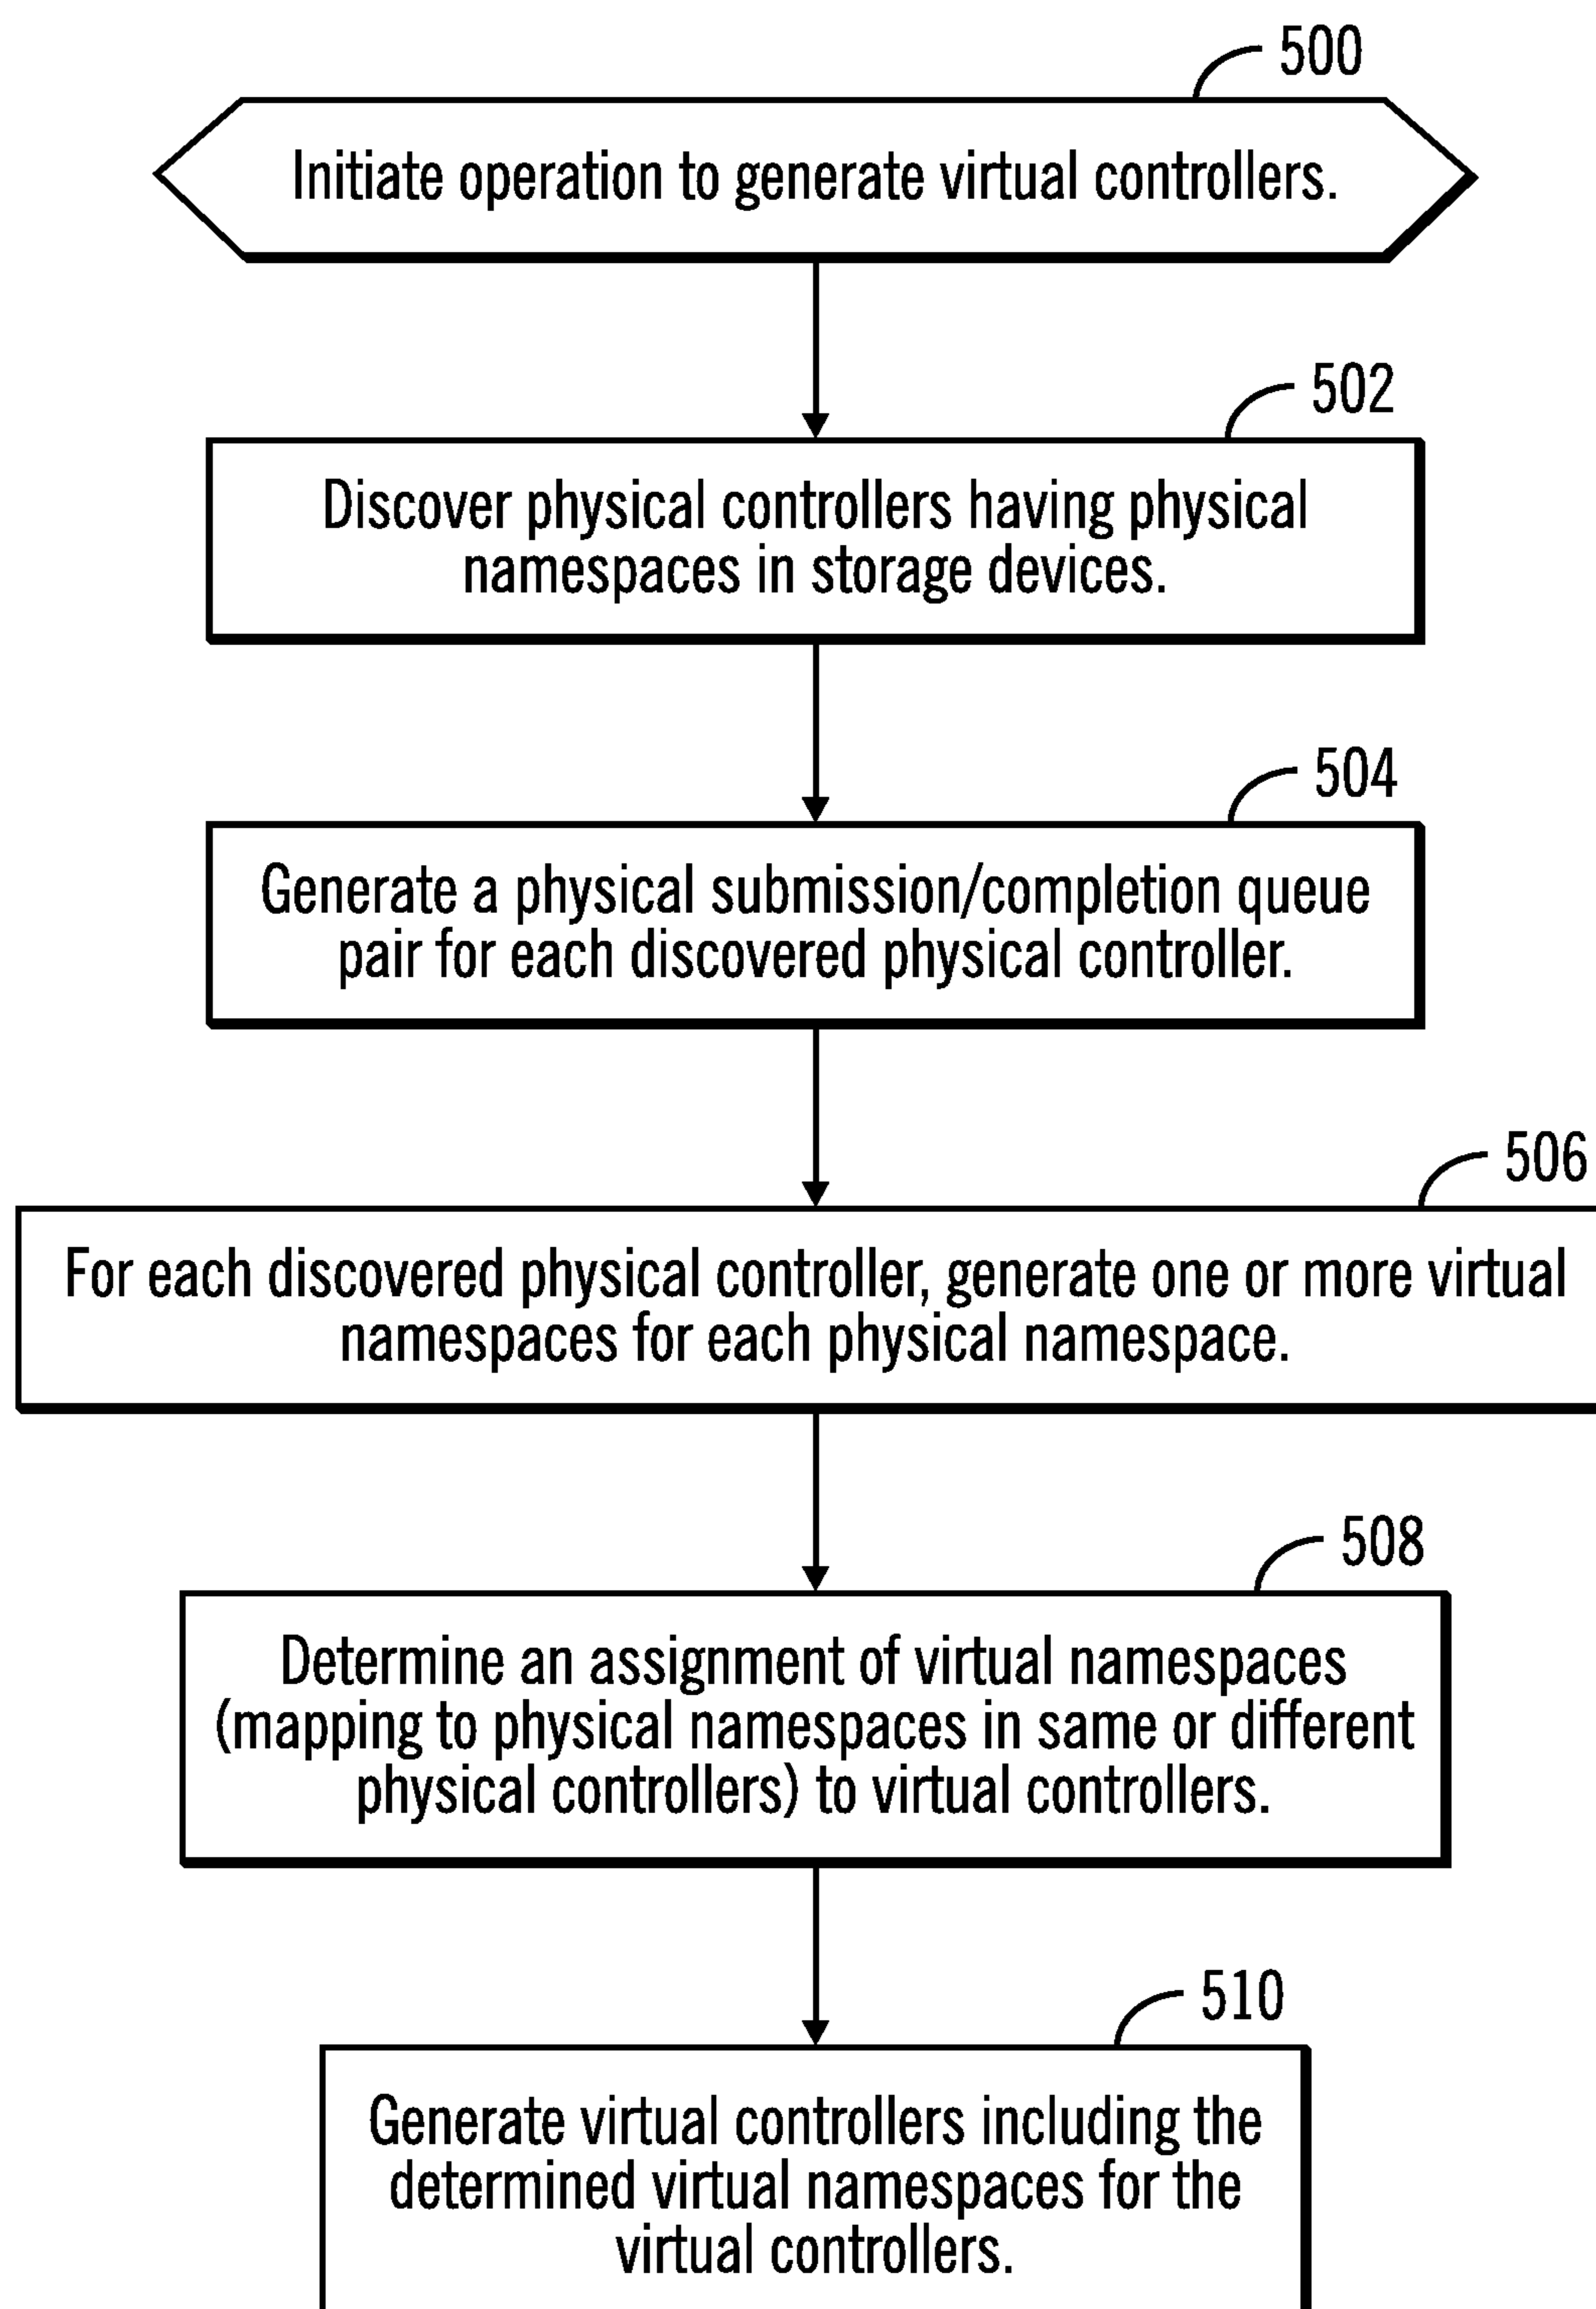 500
Initiate operation to generate virtual controllers.
502
Discover physical controllers having physical
namespaces in storage devices.
504
Generate a physical submission/completion queue
pair for each discovered physical controller.
506
For each discovered physical controller, generate one or more virtual
namespaces for each physical namespace.
508
Determine an assignment of virtual namespaces
(mapping to physical namespaces in same or different
physical controllers) to virtual controllers.
510
Generate virtual controllers including the
determined virtual namespaces for the
virtual controllers.